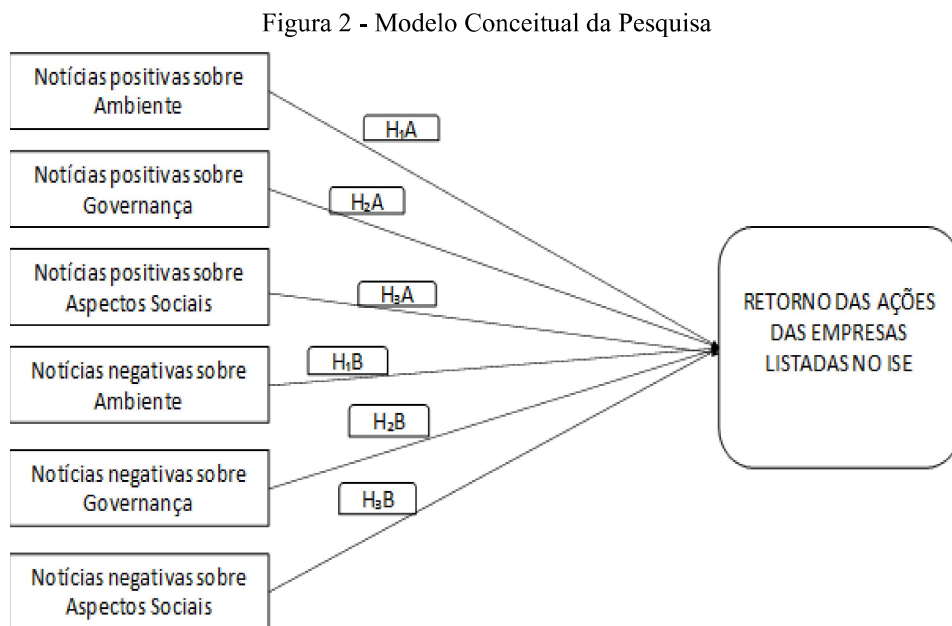 Figura 2 - Modelo Conceitual da Pesquisa
Notícias positivas sobre
Ambiente
H₁A
Notícias positivas sobre
Governança
H₂A
Notícias positivas sobre
Aspectos Sociais
H₃A
Notícias negativas sobre
Ambiente
H₁B
Notícias negativas sobre
Governança
H₂B
Notícias negativas sobre
Aspectos Sociais
H₃B
RETORNO DAS AÇÕES
DAS EMPRESAS
LISTADAS NO ISE